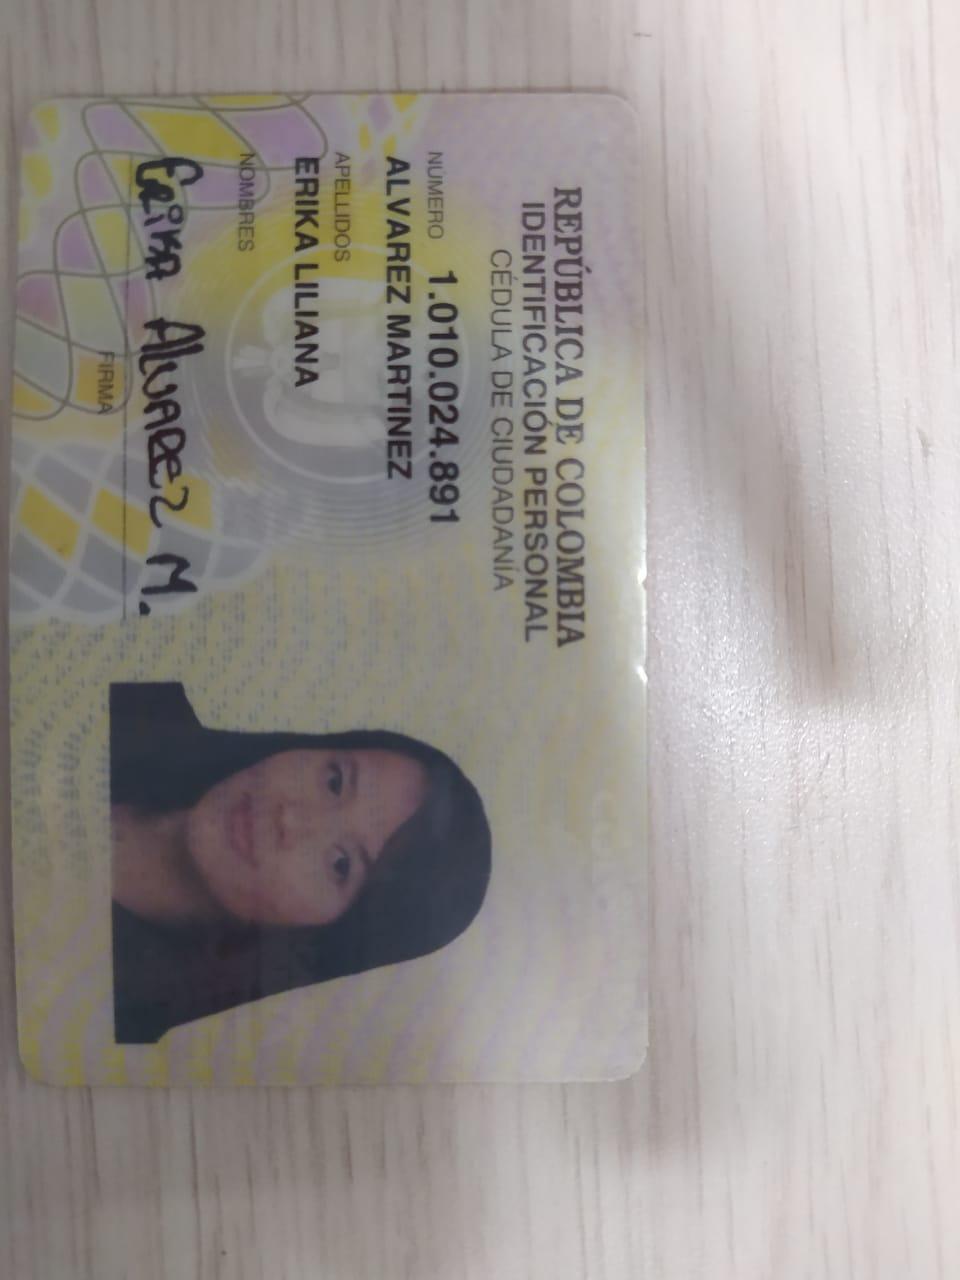 REPÚBLICA DE COLOMBIA
IDENTIFICACIÓN PERSONAL
CÉDULA DE CIUDADANÍA
NÚMERO 1.010.024.891
ALVAREZ MARTINEZ
APELLIDOS
ERIKA LILIANA
NOMBRES
Erika Alvarez M.
FIRMA